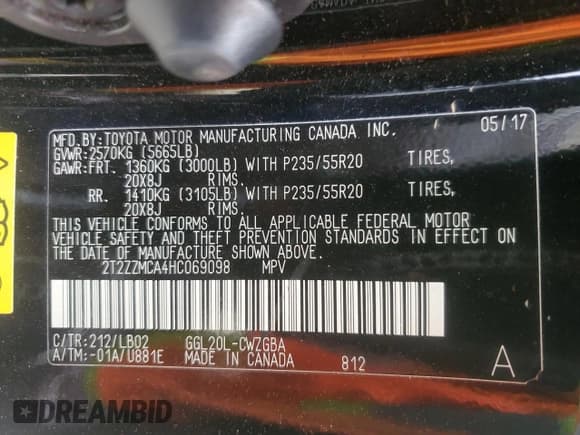 MFD.BY:TOYOTA MOTOR MANUFACTURING CANADA INC. 05/17
GVWR:2570KG (5665LB)
GAWR:FRT. 1360KG (3000LB) WITH P235/55R20 TIRES,
20X8J RIMS.
RR. 1410KG (3105LB) WITH P235/55R20 TIRES,
20X8J RIMS.
THIS VEHICLE CONFORMS TO ALL APPLICABLE FEDERAL MOTOR
VEHICLE SAFETY AND THEFT PREVENTION STANDARDS IN EFFECT
ON THE DATE OF MANUFACTURE SHOWN ABOVE.
2T2ZZMCA4HC069098 MPV
C/TR:212/LB02 GGL20L-CWZGBA
A/TM:-01A/U881E MADE IN CANADA 812 A
DREAMBID